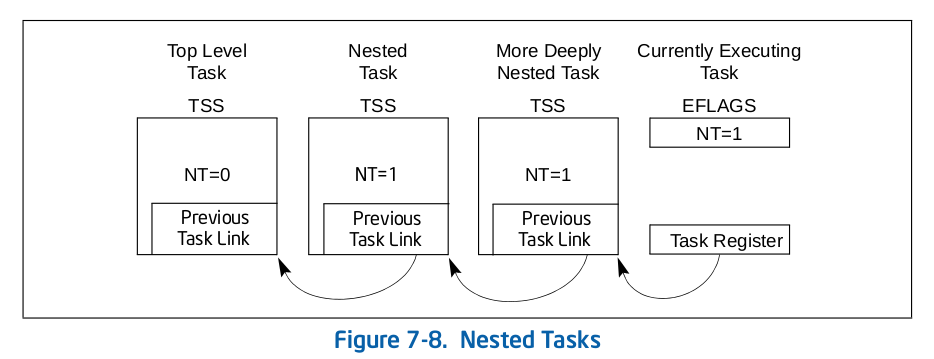 Top Level
Task
Nested
Task
More Deeply
Nested Task
Currently Executing
Task
TSS
TSS
TSS
EFLAGS
NT=1
NT=0
NT=1
NT=1
Previous
Task Link
Previous
Task Link
Previous
Task Link
Task Register
Figure 7-8. Nested Tasks